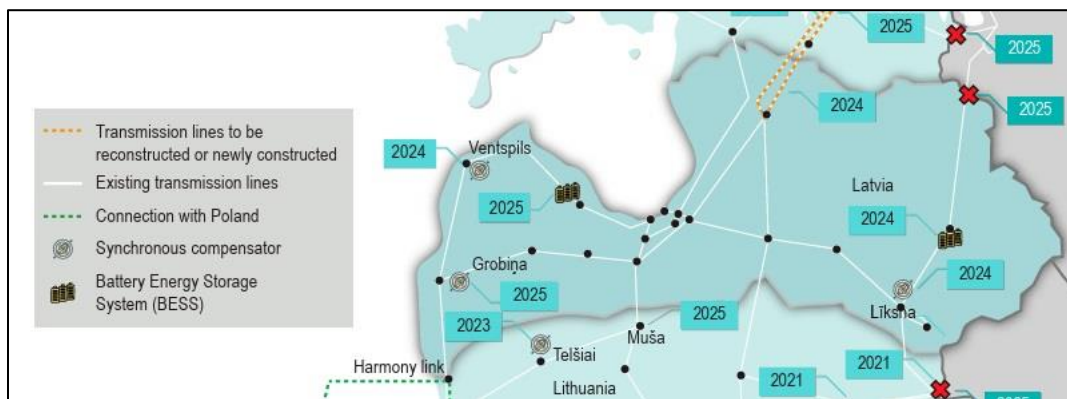 2025
2025
2025
2024
Transmission lines to be
reconstructed or newly constructed
Existing transmission lines
Connection with Poland
Synchronous compensator
Battery Energy Storage
System (BESS)
2024
Ventspils
2025
Latvia
2024
Grobiņa
2025
2024
Līksna
2023
Telšiai
Muša
2025
Harmony link
Lithuania
2021
2021